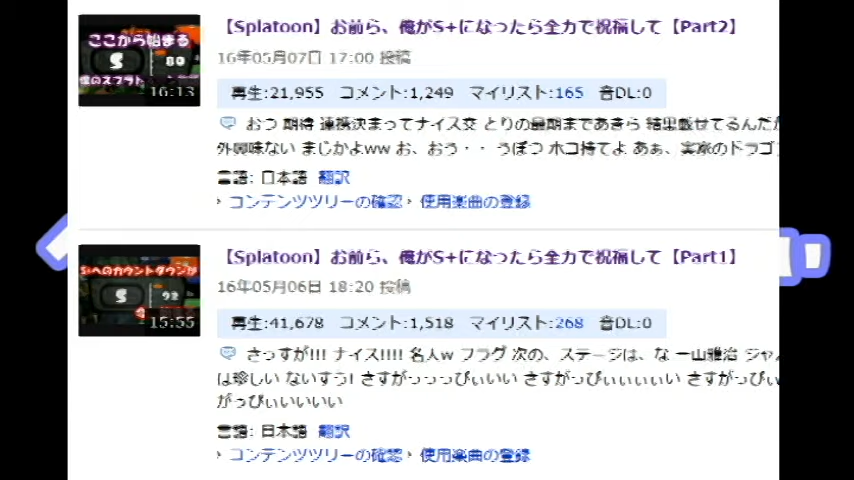 ここから始まる
S
80
僕のスプラト
16:13
【Splatoon】お前ら、俺がS+になったら全力で祝福して【Part2】
16年05月07日 17:00 投稿
再生:21,955 コメント:1,249 マイリスト:165 音DL:0
おつ 期待 連携決まってナイス交 とりの最期まであきら 結果載せてるんだか
外興味ない まじかよww お、おう・・ うぽつ ホコ持てよ あぁ、実家のドラゴン
言語: 日本語 翻訳
コンテンツツリーの確認 使用楽曲の登録
S+へのカウントダウンが
S
92
15:55
【Splatoon】お前ら、俺がS+になったら全力で祝福して【Part1】
16年05月06日 18:20 投稿
再生:41,678 コメント:1,518 マイリスト:268 音DL:0
さっすが!!! ナイス!!!! 名人w フラグ 次の、ステージは、な 一山雅治 ジャン
は珍しい ないすぅ! さすがっっっぴぃいい さすがっぴぃぃぃぃい さすがっぴぃ
がっぴぃいいいい
言語: 日本語 翻訳
コンテンツツリーの確認 使用楽曲の登録